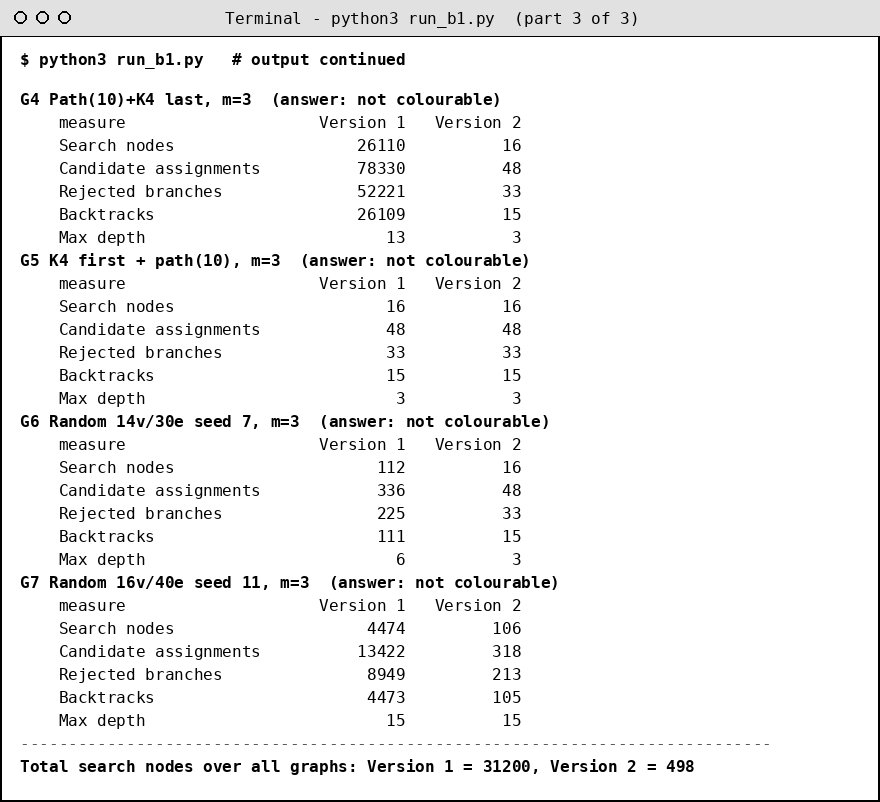 Terminal - python3 run_b1.py  (part 3 of 3)
$ python3 run_b1.py   # output continued
G4 Path(10)+K4 last, m=3  (answer: not colourable)
    measure                    Version 1   Version 2
    Search nodes                   26110          16
    Candidate assignments          78330          48
    Rejected branches              52221          33
    Backtracks                     26109          15
    Max depth                         13           3
G5 K4 first + path(10), m=3  (answer: not colourable)
    measure                    Version 1   Version 2
    Search nodes                      16          16
    Candidate assignments             48          48
    Rejected branches                 33          33
    Backtracks                        15          15
    Max depth                          3           3
G6 Random 14v/30e seed 7, m=3  (answer: not colourable)
    measure                    Version 1   Version 2
    Search nodes                     112          16
    Candidate assignments            336          48
    Rejected branches                225          33
    Backtracks                       111          15
    Max depth                          6           3
G7 Random 16v/40e seed 11, m=3  (answer: not colourable)
    measure                    Version 1   Version 2
    Search nodes                    4474         106
    Candidate assignments          13422         318
    Rejected branches               8949         213
    Backtracks                      4473         105
    Max depth                         15          15
------------------------------------------------------------------------------
Total search nodes over all graphs: Version 1 = 31200, Version 2 = 498